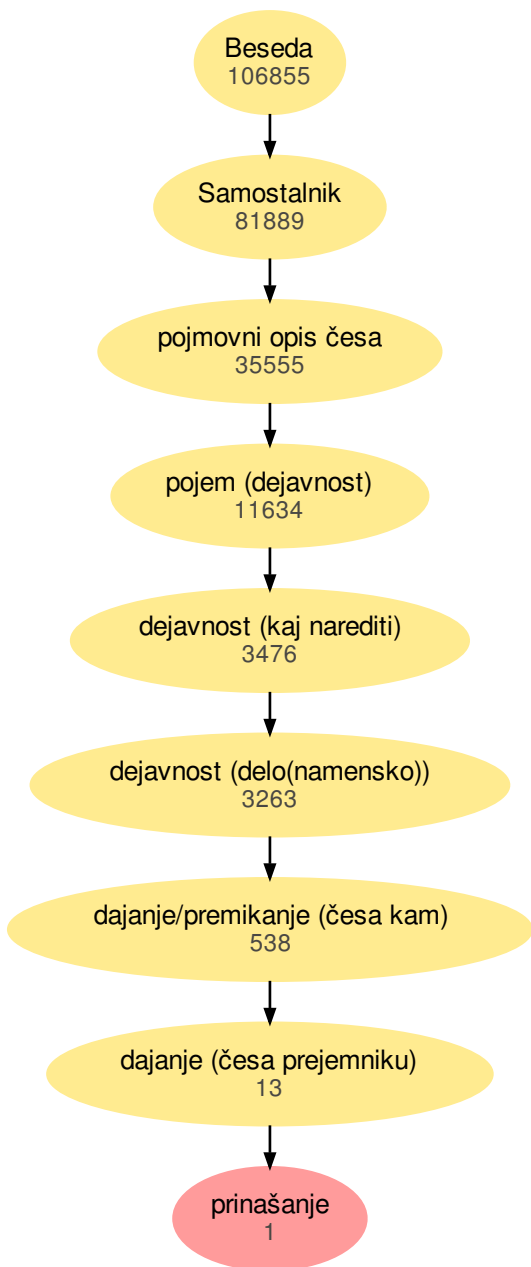 Beseda
106855
Samostalnik
81889
pojmovni opis česa
35555
pojem (dejavnost)
11634
dejavnost (kaj narediti)
3476
dejavnost (delo(namensko))
3263
dajanje/premikanje (česa kam)
538
dajanje (česa prejemniku)
13
prinašanje
1